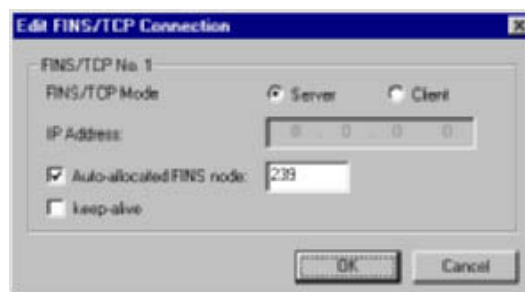 Edit FINS/TCP Connection
FINS/TCP No. 1
FINS/TCP Mode Server Client
IP Address: 0 . 0 . 0 . 0
Auto-allocated FINS node: 239
keep-alive
OK Cancel